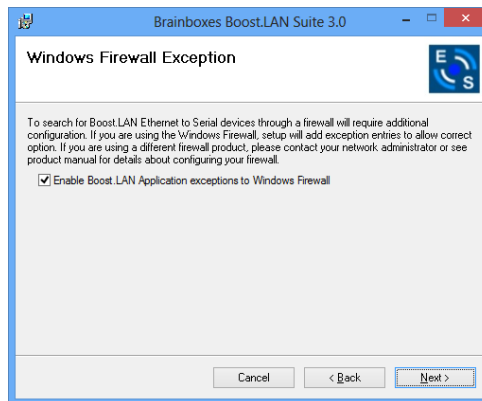 Brainboxes Boost.LAN Suite 3.0
Windows Firewall Exception
E
S
To search for Boost.LAN Ethernet to Serial devices through a firewall will require additional
configuration. If you are using the Windows Firewall, setup will add exception entries to allow correct
option. If you are using a different firewall product, please contact your network administrator or see
product manual for details about configuring your firewall.
Enable Boost.LAN Application exceptions to Windows Firewall
Cancel
< Back
Next >